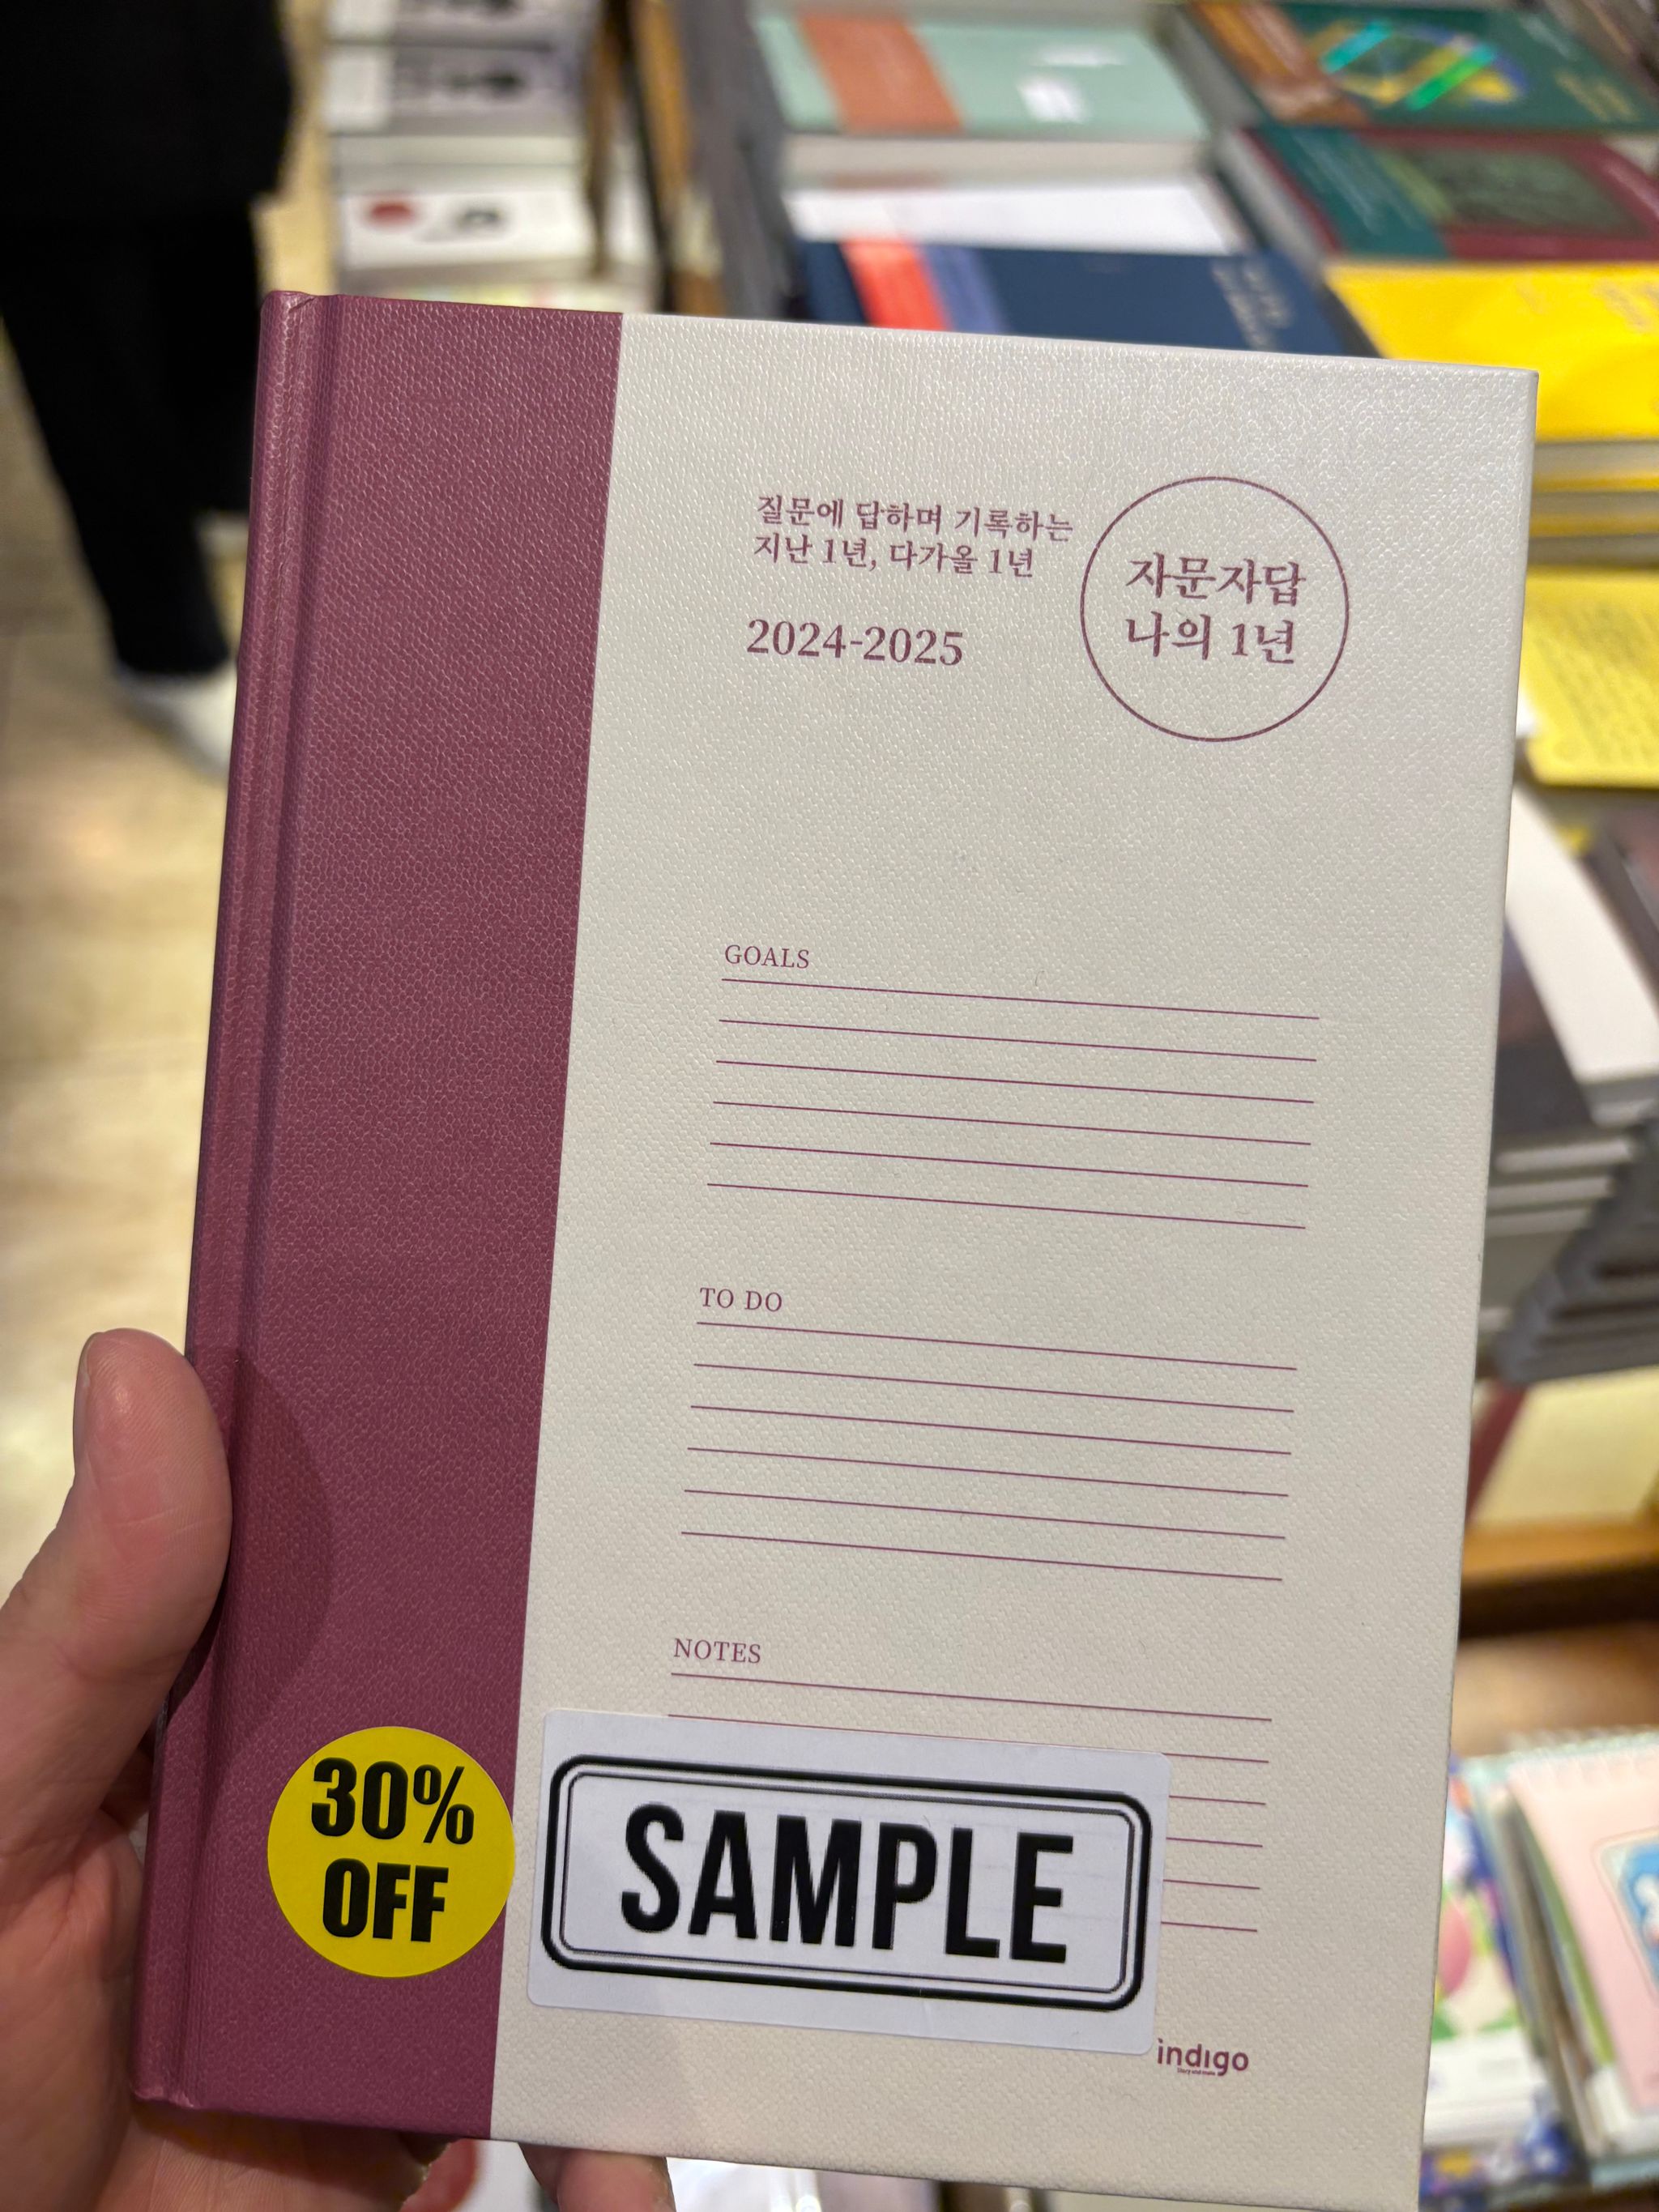 질문에 답하며 기록하는
지난 1년, 다가올 1년
2024-2025
자문자답
나의 1년
GOALS
TO DO
NOTES
30%
OFF
SAMPLE
indigo